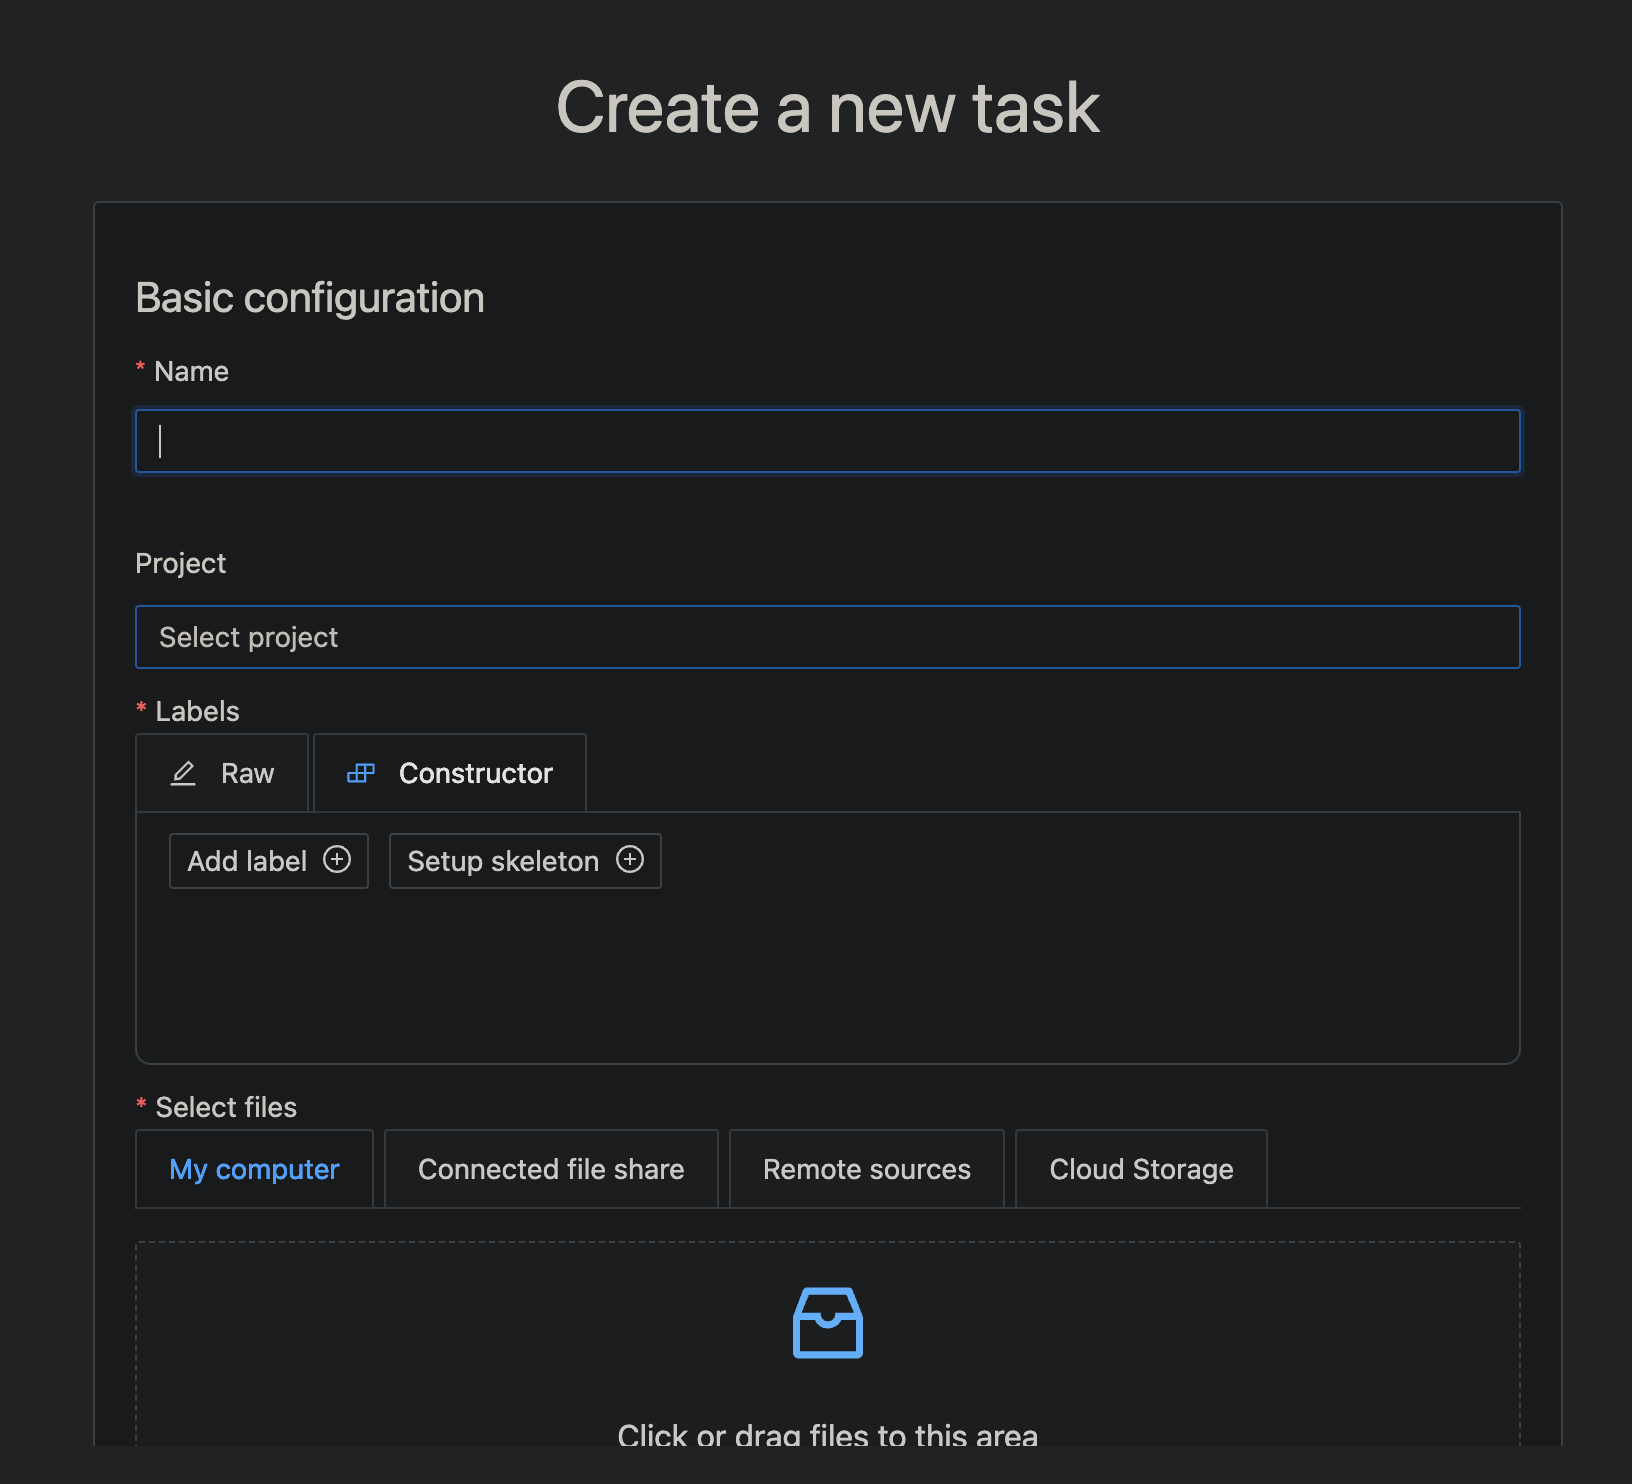 Create a new task
Basic configuration
* Name
Project
Select project
* Labels
Raw Constructor
Add label Setup skeleton
* Select files
My computer Connected file share Remote sources Cloud Storage
Click or drag files to this area